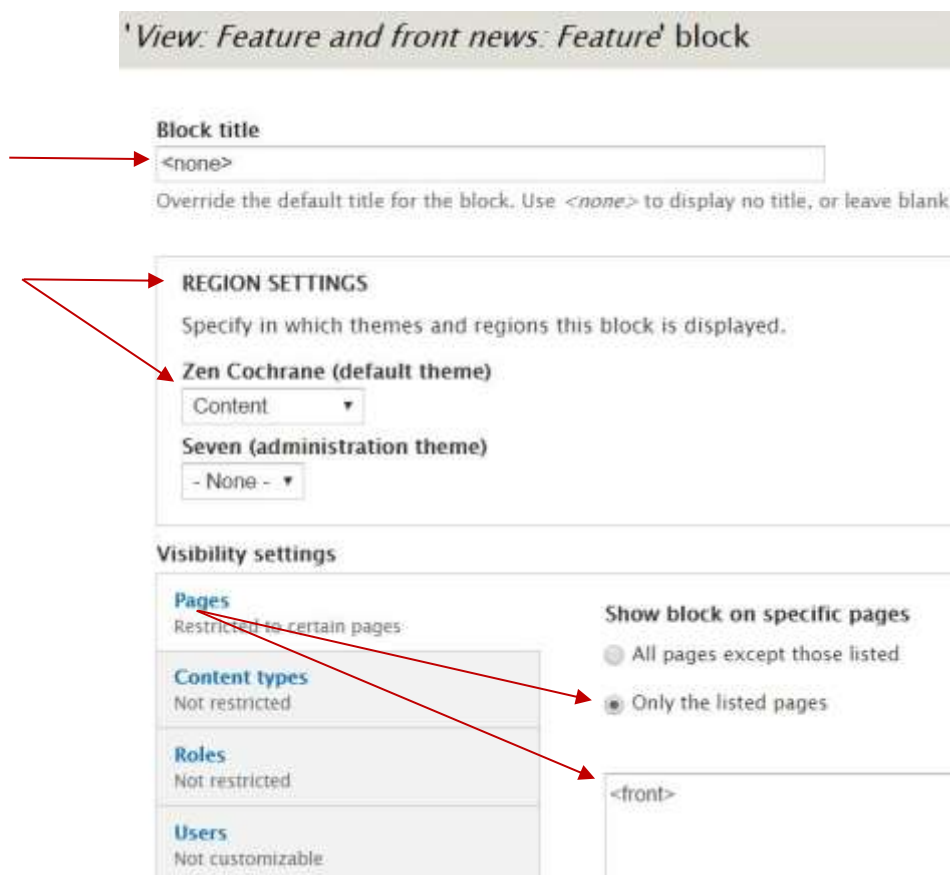 'View: Feature and front news: Feature' block
Block title
<none>
Override the default title for the block. Use <none> to display no title, or leave blank
REGION SETTINGS
Specify in which themes and regions this block is displayed.
Zen Cochrane (default theme)
Content
Seven (administration theme)
- None -
Visibility settings
Pages
Restricted to certain pages
Content types
Not restricted
Roles
Not restricted
Users
Not customizable
Show block on specific pages
All pages except those listed
Only the listed pages
<front>